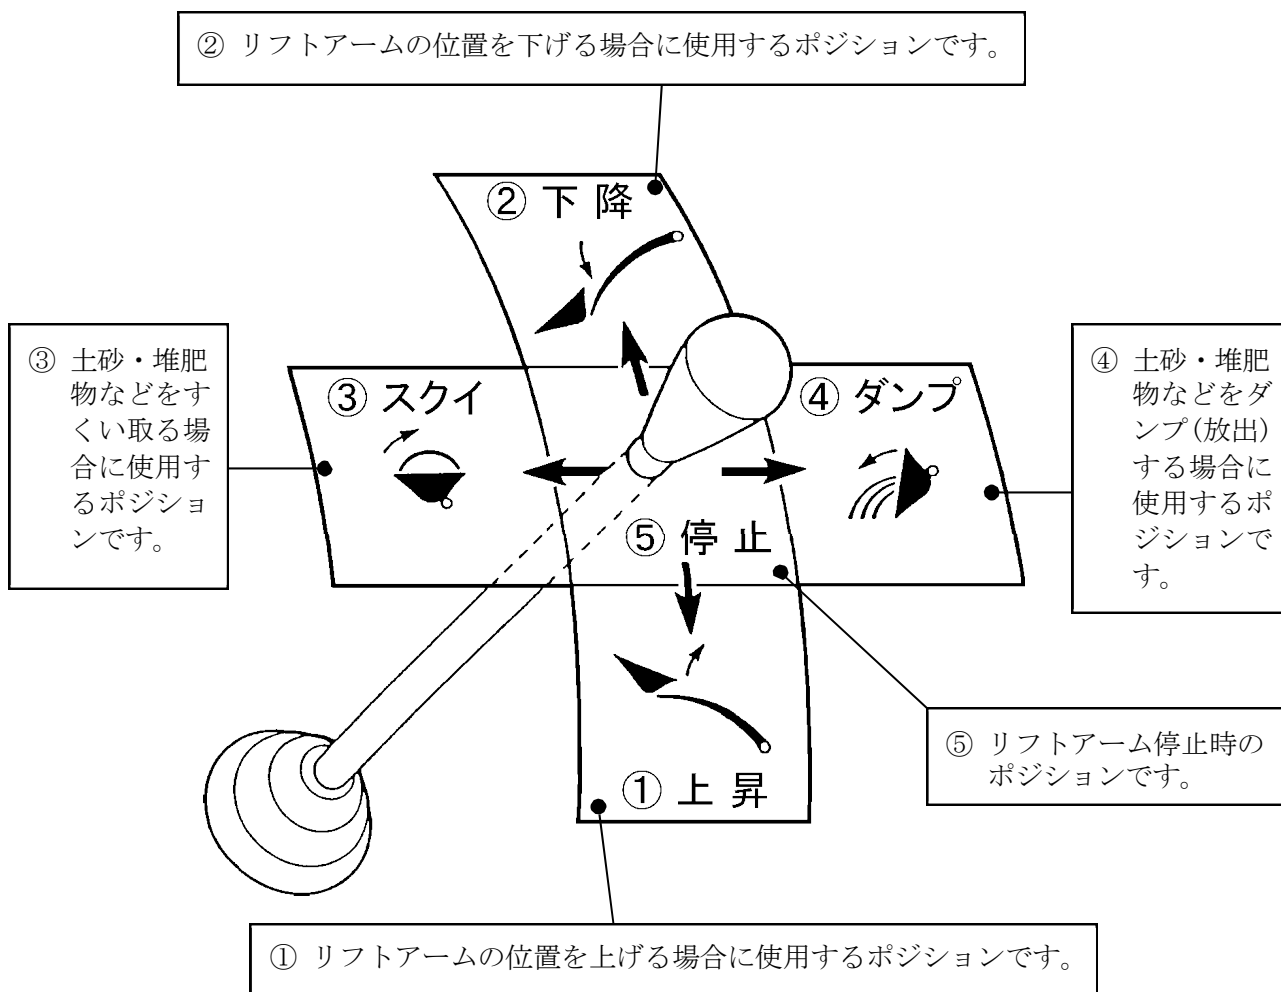 ② リフトアームの位置を下げる場合に使用するポジションです。
② 下 降
③ 土砂・堆肥
物などをす
くい取る場
合に使用す
るポジショ
ンです。
③ スクイ
④ ダンプ
④ 土砂・堆肥
物などをダ
ンプ(放出)
する場合に
使用するポ
ジションで
す。
⑤ 停 止
⑤ リフトアーム停止時の
ポジションです。
① 上 昇
① リフトアームの位置を上げる場合に使用するポジションです。